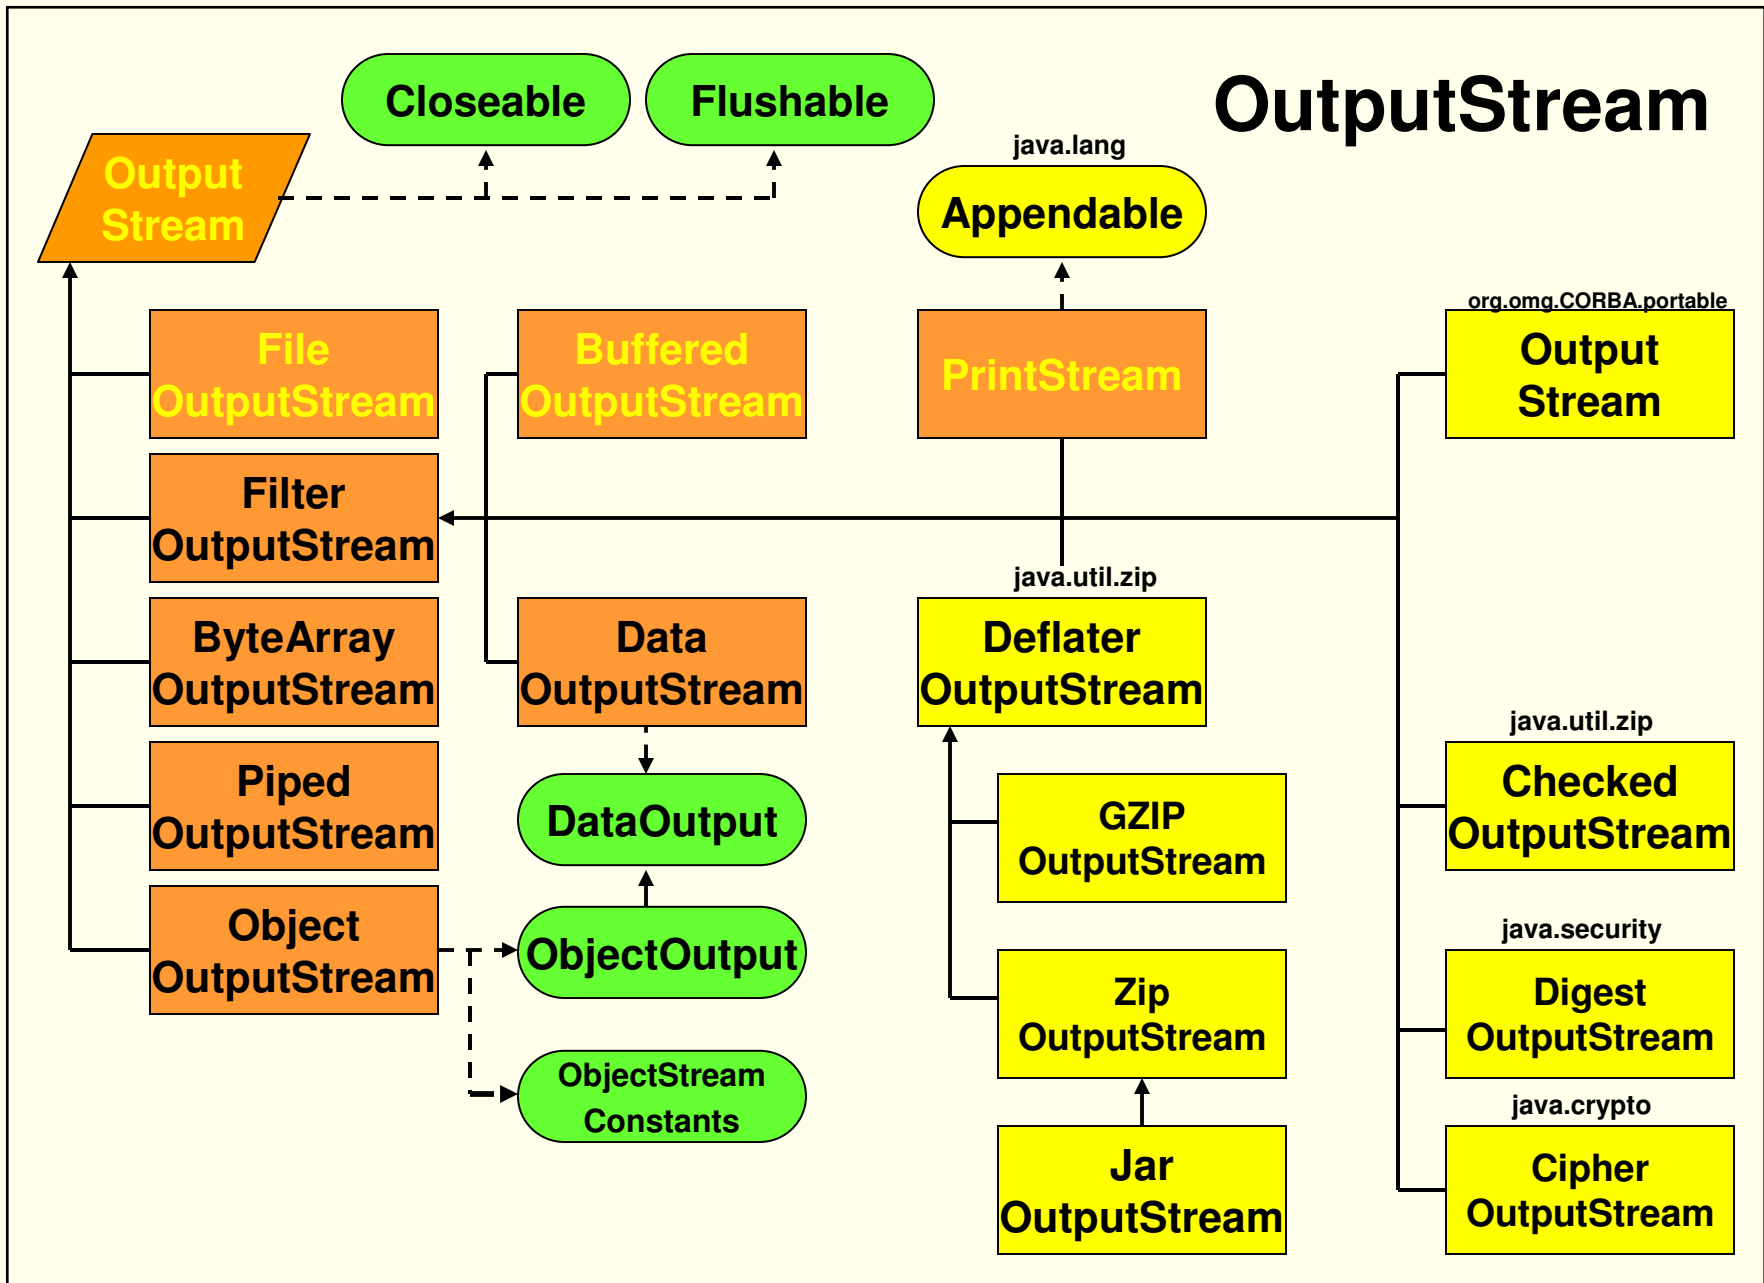 OutputStream
Closeable
Flushable
Output
Stream
java.lang
Appendable
File
OutputStream
Buffered
OutputStream
PrintStream
org.omg.CORBA.portable
Output
Stream
Filter
OutputStream
ByteArray
OutputStream
Data
OutputStream
java.util.zip
Deflater
OutputStream
java.util.zip
Checked
OutputStream
Piped
OutputStream
DataOutput
GZIP
OutputStream
Object
OutputStream
ObjectOutput
Zip
OutputStream
java.security
Digest
OutputStream
ObjectStream
Constants
Jar
OutputStream
java.crypto
Cipher
OutputStream